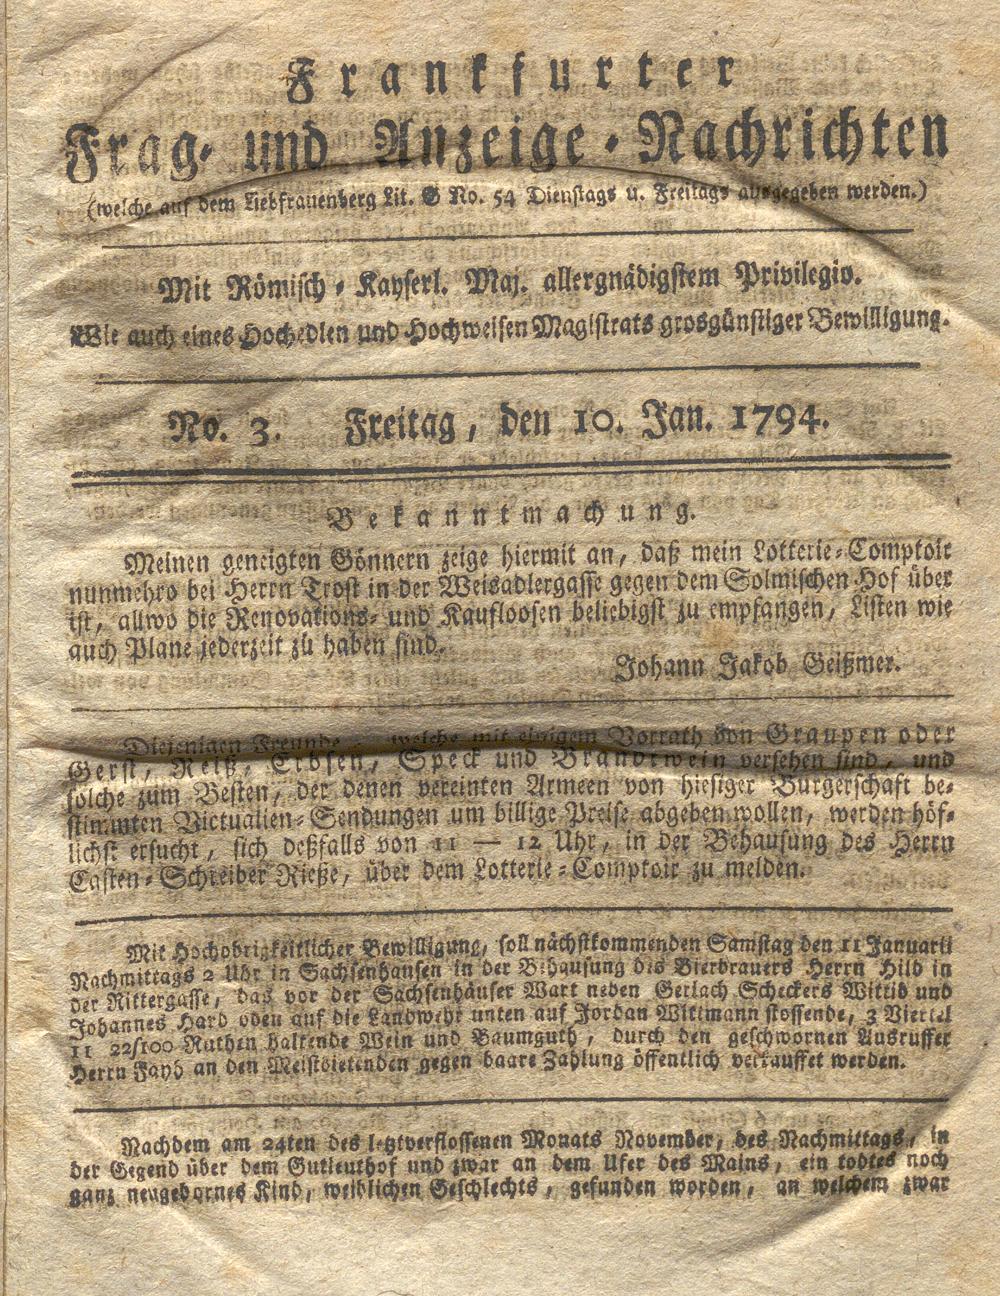 Frankfurter
Frag- und Anzeige-Nachrichten
(welche auf dem Liebfrauenberg Lit. G No. 54 Dienstags u. Freitags ausgegeben werden.)
Mit Römisch-Kayserl. Maj. allergnädigstem Privilegio.
Wie auch eines Hochedlen und Hochweisen Magistrats grosgünstiger Bewilligung.
No. 3. Freitag, den 10. Jan. 1794.
Bekanntmachung.
Meinen geneigten Gönnern zeige hiermit an, daß mein Lotterie-Comptoir
nunmehro bei Herrn Trost in der Weisadlergasse gegen dem Solmischen Hof über
ist, allwo die Renovations- und Kaufloosen beliebigst zu empfangen, Listen wie
auch Plane jederzeit zu haben sind.
Johann Jakob Geißmer.
Diejenigen Freunde, welche mit einigem Vorrath von Graupen oder
Gerst, Reiß, Erbsen, Speck und Brandtwein versehen sind, und
solche zum Besten, der denen vereinten Armeen von hiesiger Burgerschaft be-
stimmten Victualien-Sendungen um billige Preise abgeben wollen, werden höf-
lichst ersucht, sich deßfalls von 11 — 12 Uhr, in der Behausung des Herrn
Casten-Schreiber Rieße, über dem Lotterie-Comptoir zu melden.
Mit Hochobrigkeitlicher Bewilligung, soll nächstkommenden Samstag den 11 Januarii
Nachmittags 2 Uhr in Sachsenhausen in der Behausung des Bierbrauers Herrn Hild in
der Rittergasse, das vor der Sachsenhäuser Wart neben Gerlach Scheckers Wittib und
Johannes Hard oden auf die Landwehr unten auf Jordan Wittmann stossende, 3 Viertel
11 22/100 Ruthen haltende Wein und Baumguth, durch den geschwornen Ausruffer
Herrn Fayd an den Meistbietenden gegen baare Zahlung öffentlich verkauffet werden.
Nachdem am 24ten des letztverflossenen Monats November, des Nachmittags, in
der Gegend über dem Gutleuthof und zwar an dem Ufer des Mains, ein todtes noch
ganz neugebornes Kind, weiblichen Geschlechts, gefunden worden, an welchem zwar